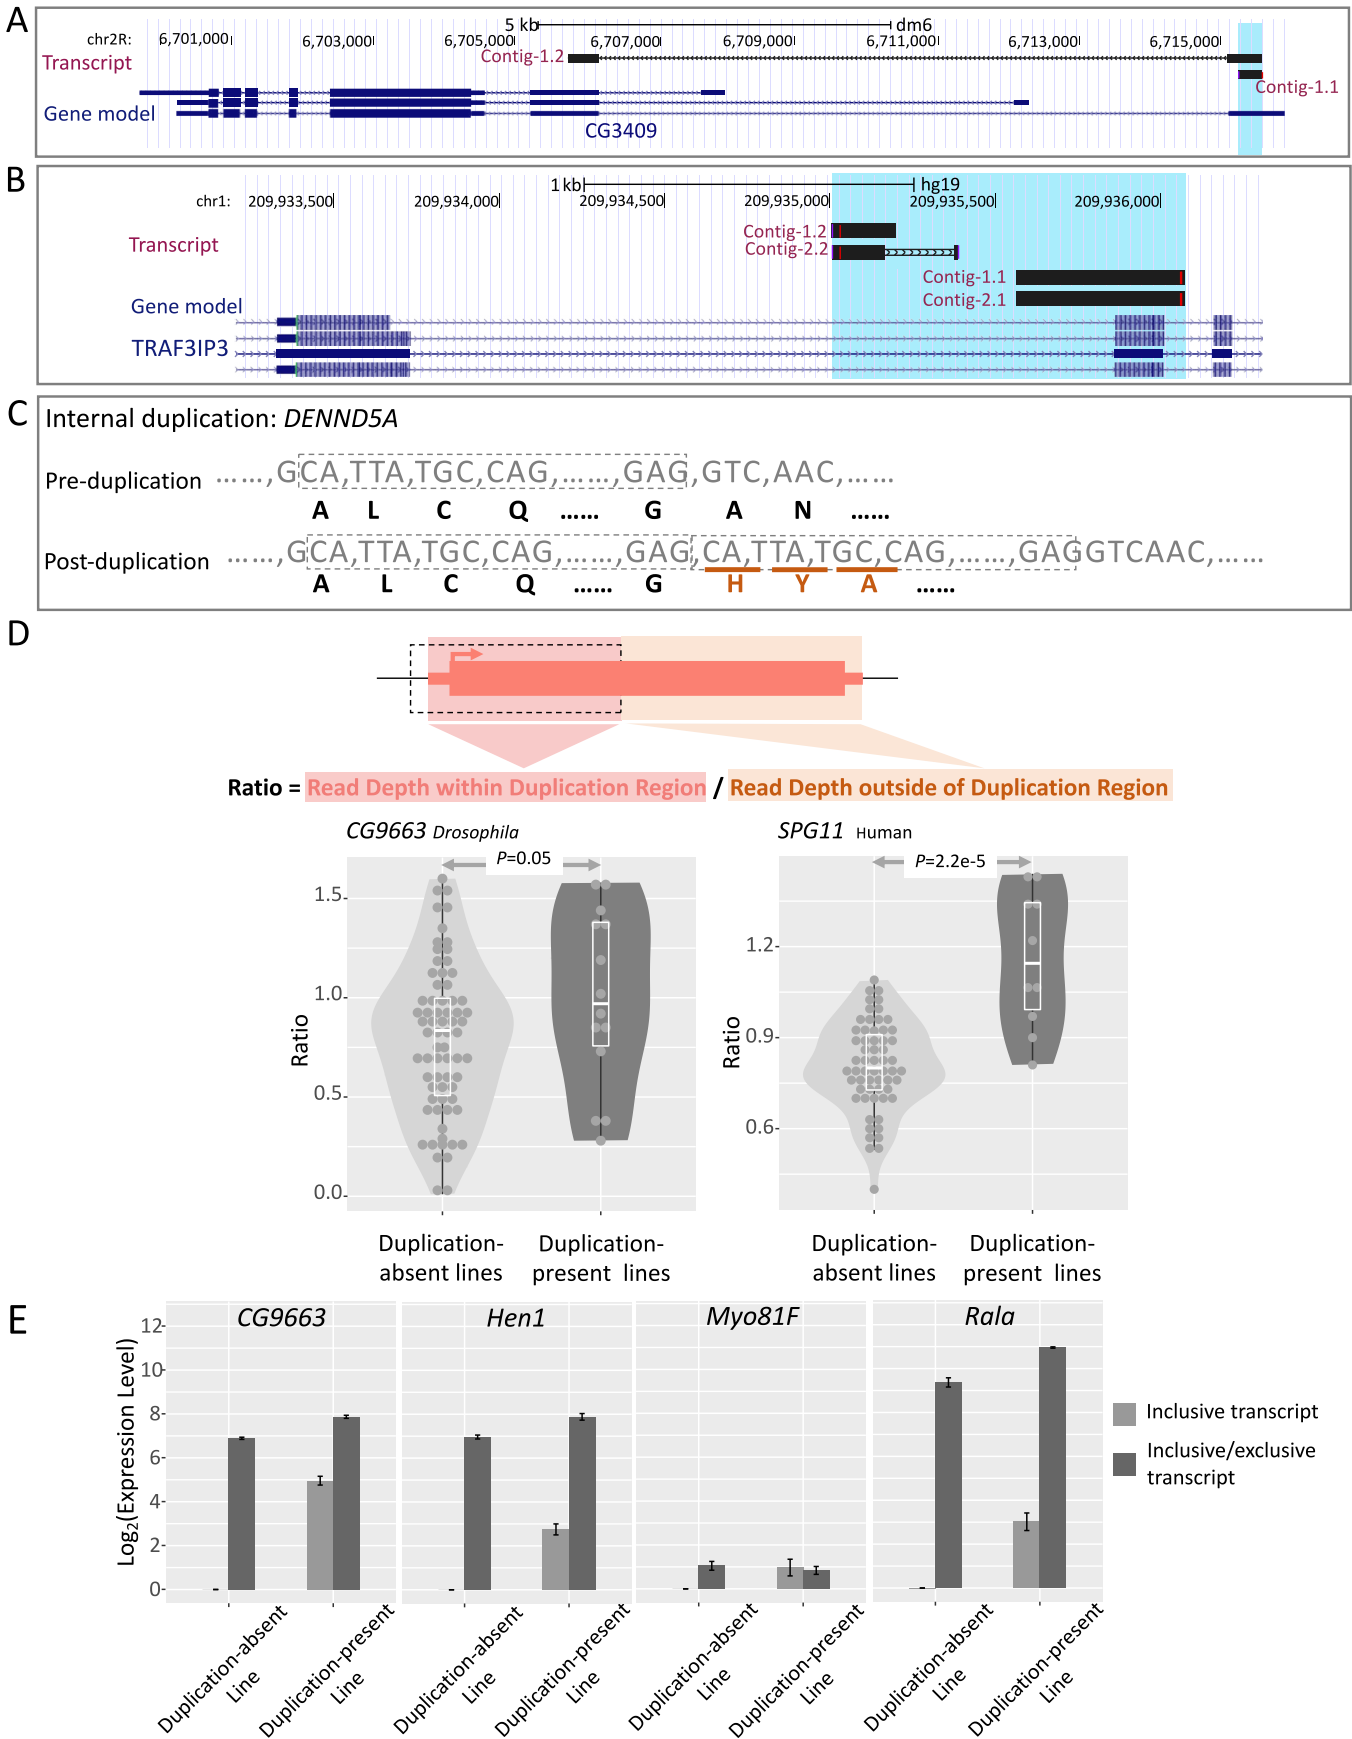 A
5 kb dm6
chr2R: 6,701,000 6,703,000 6,705,000 6,707,000 6,709,000 6,711,000 6,713,000 6,715,000
Transcript Contig-1.2
Contig-1.1
Gene model
CG3409
B
1kb hg19
chr1: 209,933,500 209,934,000 209,934,500 209,935,000 209,935,500 209,936,000
Transcript Contig-1.2
Contig-2.2
Contig-1.1
Contig-2.1
Gene model
TRAF3IP3
C
Internal duplication: DENND5A
Pre-duplication ……,GCA,TTA,TGC,CAG,……,GAG,GTC,AAC,……
A L C Q …… G A N ……
Post-duplication ……,GCA,TTA,TGC,CAG,……,GAG,CA,TTA,TGC,CAG,……,GAGGTCAAC,……
A L C Q …… G H Y A ……
D
Ratio = Read Depth within Duplication Region / Read Depth outside of Duplication Region
CG9663 Drosophila
P=0.05
1.5
1.0
0.5
0.0
Ratio
Duplication-
absent lines
Duplication-
present lines
SPG11 Human
P=2.2e-5
1.2
0.9
0.6
Ratio
Duplication-
absent lines
Duplication-
present lines
E
CG9663 Hen1 Myo81F Rala
Log2(Expression Level)
12
10
8
6
4
2
0
Inclusive transcript
Inclusive/exclusive
transcript
Duplication-absent
Line
Duplication-present
Line
Duplication-absent
Line
Duplication-present
Line
Duplication-absent
Line
Duplication-present
Line
Duplication-absent
Line
Duplication-present
Line